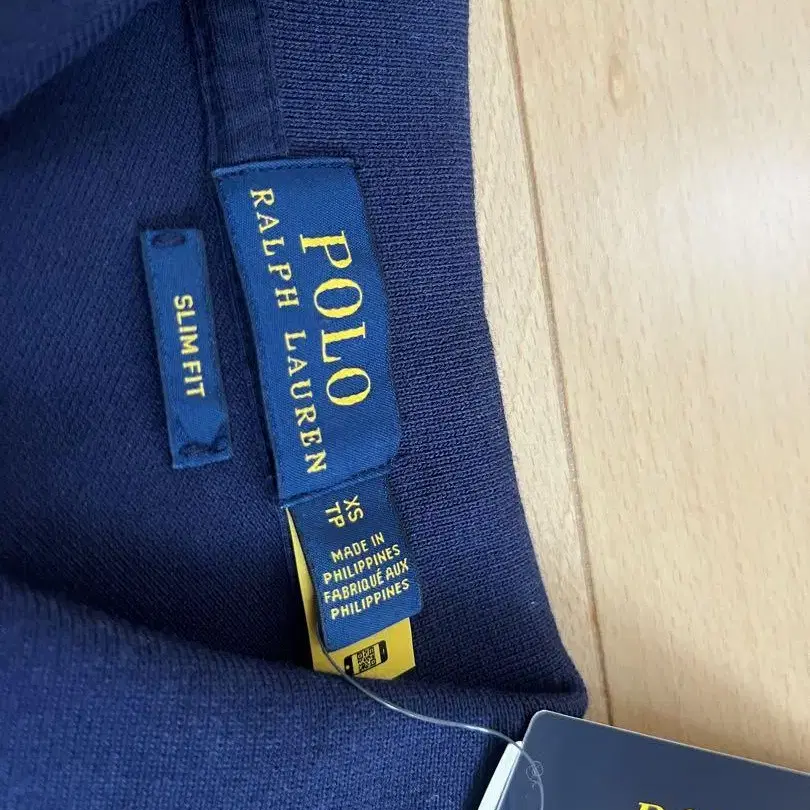 POLO
RALPH LAUREN
SLIM FIT
XS
TP
MADE IN
PHILIPPINES
FABRIQUÉ AUX
PHILIPPINES